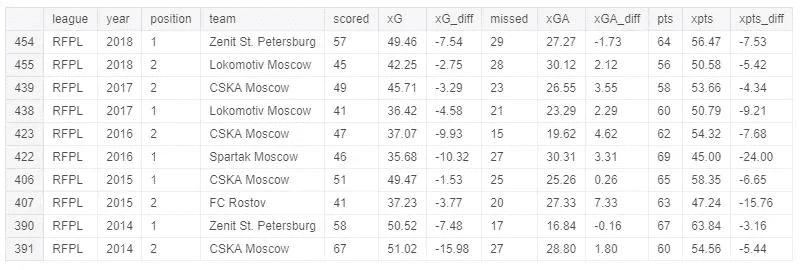 league year position team scored xG xG_diff missed xGA xGA_diff pts xpts xpts_diff
454 RFPL 2018 1 Zenit St. Petersburg 57 49.46 -7.54 29 27.27 -1.73 64 56.47 -7.53
455 RFPL 2018 2 Lokomotiv Moscow 45 42.25 -2.75 28 30.12 2.12 56 50.58 -5.42
439 RFPL 2017 2 CSKA Moscow 49 45.71 -3.29 23 26.55 3.55 58 53.66 -4.34
438 RFPL 2017 1 Lokomotiv Moscow 41 36.42 -4.58 21 23.29 2.29 60 50.79 -9.21
423 RFPL 2016 2 CSKA Moscow 47 37.07 -9.93 15 19.62 4.62 62 54.32 -7.68
422 RFPL 2016 1 Spartak Moscow 46 35.68 -10.32 27 30.31 3.31 69 45.00 -24.00
406 RFPL 2015 1 CSKA Moscow 51 49.47 -1.53 25 25.26 0.26 65 58.35 -6.65
407 RFPL 2015 2 FC Rostov 41 37.23 -3.77 20 27.33 7.33 63 47.24 -15.76
390 RFPL 2014 1 Zenit St. Petersburg 58 50.52 -7.48 17 16.84 -0.16 67 63.84 -3.16
391 RFPL 2014 2 CSKA Moscow 67 51.02 -15.98 27 28.80 1.80 60 54.56 -5.44